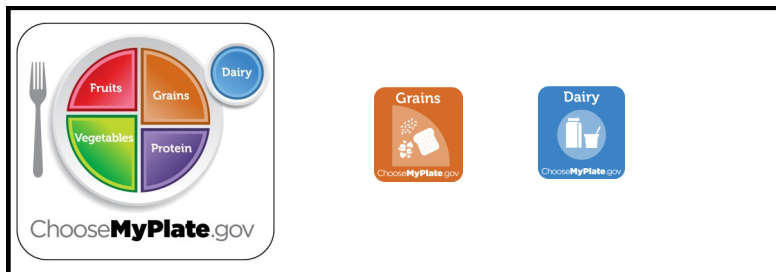 Fruits
Grains
Dairy
Vegetables
Protein
ChooseMyPlate.gov
Grains
ChooseMyPlate.gov
Dairy
ChooseMyPlate.gov